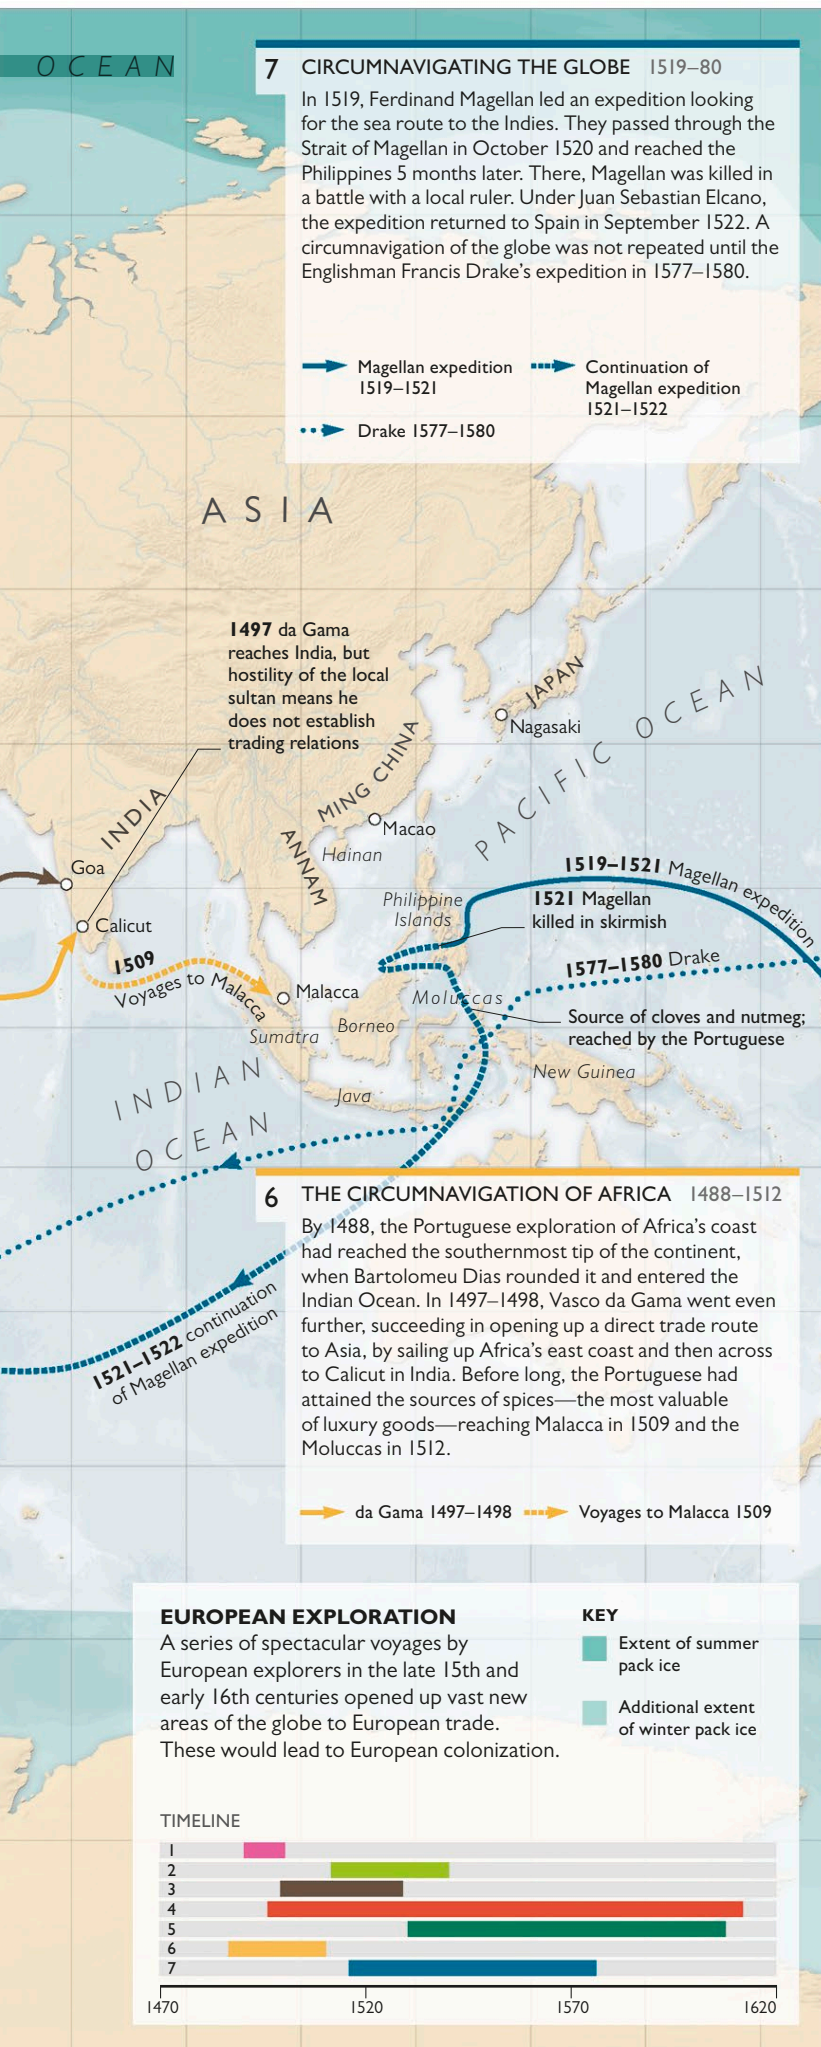 OCEAN
7 CIRCUMNAVIGATING THE GLOBE 1519–80
In 1519, Ferdinand Magellan led an expedition looking
for the sea route to the Indies. They passed through the
Strait of Magellan in October 1520 and reached the
Philippines 5 months later. There, Magellan was killed in
a battle with a local ruler. Under Juan Sebastian Elcano,
the expedition returned to Spain in September 1522. A
circumnavigation of the globe was not repeated until the
Englishman Francis Drake's expedition in 1577–1580.
Magellan expedition
1519–1521
Continuation of
Magellan expedition
1521–1522
Drake 1577–1580
ASIA
1497 da Gama
reaches India, but
hostility of the local
sultan means he
does not establish
trading relations
JAPAN
Nagasaki
PACIFIC OCEAN
MING CHINA
INDIA
Macao
ANNAM
Hainan
Goa
1519–1521 Magellan expedition
Philippine
Islands
1521 Magellan
killed in skirmish
Calicut
1509
Voyages to Malacca
Malacca
1577–1580 Drake
Moluccas
Source of cloves and nutmeg;
reached by the Portuguese
Borneo
Sumatra
New Guinea
Java
INDIAN
OCEAN
6 THE CIRCUMNAVIGATION OF AFRICA 1488–1512
By 1488, the Portuguese exploration of Africa's coast
had reached the southernmost tip of the continent,
when Bartolomeu Dias rounded it and entered the
Indian Ocean. In 1497–1498, Vasco da Gama went even
further, succeeding in opening up a direct trade route
to Asia, by sailing up Africa's east coast and then across
to Calicut in India. Before long, the Portuguese had
attained the sources of spices—the most valuable
of luxury goods—reaching Malacca in 1509 and the
Moluccas in 1512.
da Gama 1497–1498
Voyages to Malacca 1509
1521–1522 continuation
of Magellan expedition
EUROPEAN EXPLORATION
A series of spectacular voyages by
European explorers in the late 15th and
early 16th centuries opened up vast new
areas of the globe to European trade.
These would lead to European colonization.
KEY
Extent of summer
pack ice
Additional extent
of winter pack ice
TIMELINE
1
2
3
4
5
6
7
1470
1520
1570
1620